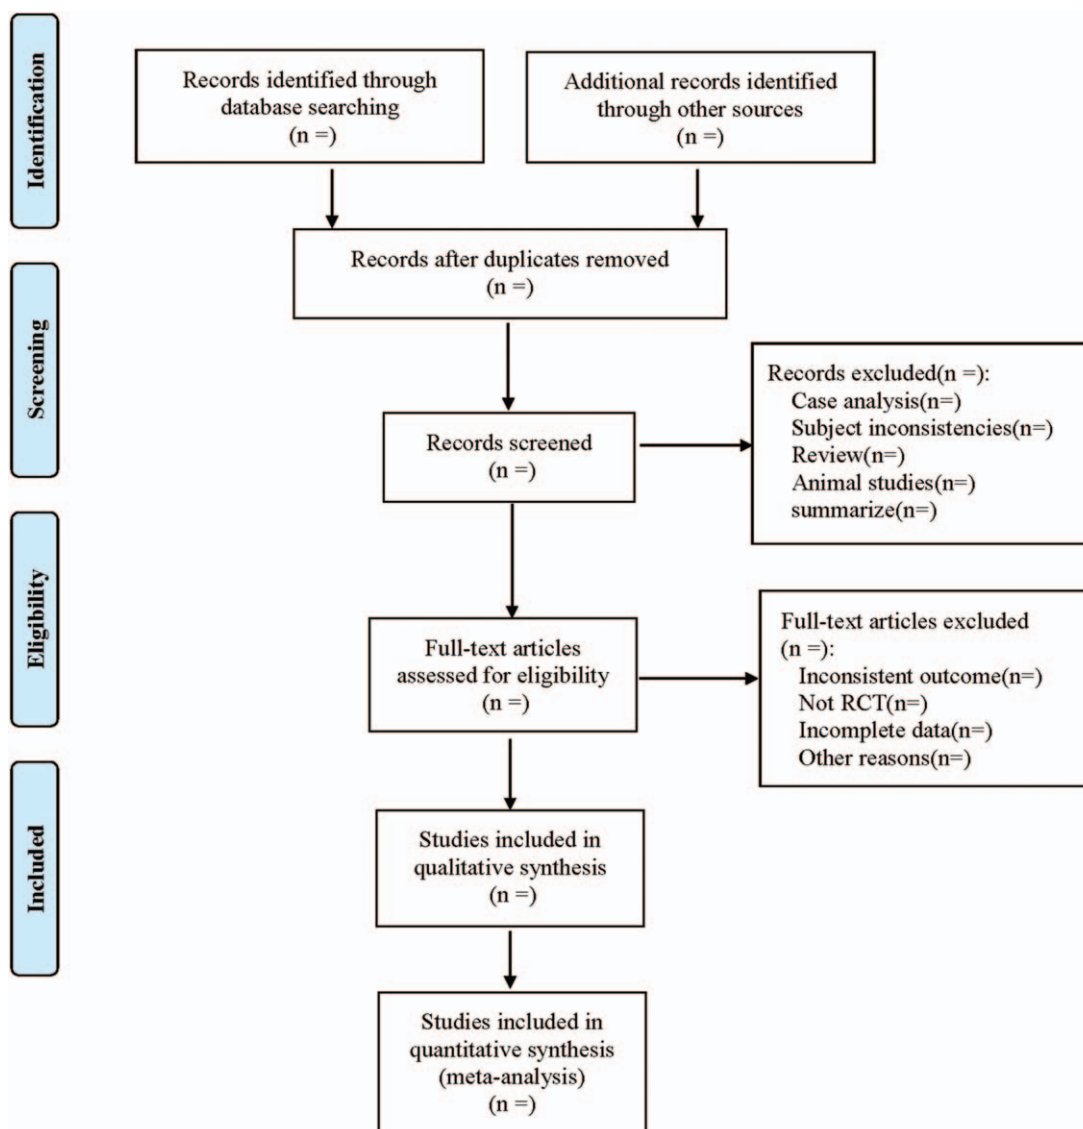 Identification
Records identified through
database searching
(n =)
Additional records identified
through other sources
(n =)
Records after duplicates removed
(n =)
Screening
Records screened
(n =)
Records excluded(n =):
Case analysis(n=)
Subject inconsistencies(n=)
Review(n=)
Animal studies(n=)
summarize(n=)
Eligibility
Full-text articles
assessed for eligibility
(n =)
Full-text articles excluded
(n =):
Inconsistent outcome(n=)
Not RCT(n=)
Incomplete data(n=)
Other reasons(n=)
Included
Studies included in
qualitative synthesis
(n =)
Studies included in
quantitative synthesis
(meta-analysis)
(n =)